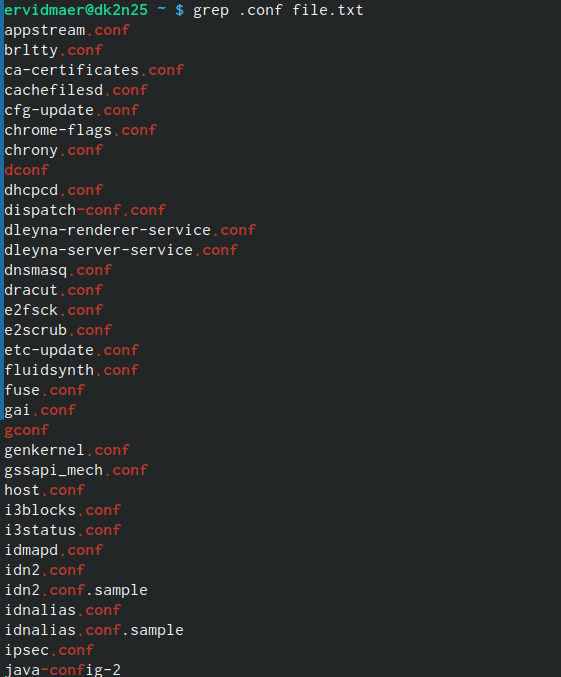 ervidmaer@dk2n25 ~ $ grep .conf file.txt
appstream.conf
brltty.conf
ca-certificates.conf
cachefilesd.conf
cfg-update.conf
chrome-flags.conf
chrony.conf
dconf
dhcpcd.conf
dispatch-conf.conf
dleyna-renderer-service.conf
dleyna-server-service.conf
dnsmasq.conf
dracut.conf
e2fsck.conf
e2scrub.conf
etc-update.conf
fluidsynth.conf
fuse.conf
gai.conf
gconf
genkernel.conf
gssapi_mech.conf
host.conf
i3blocks.conf
i3status.conf
idmapd.conf
idn2.conf
idn2.conf.sample
idnalias.conf
idnalias.conf.sample
ipsec.conf
java-config-2